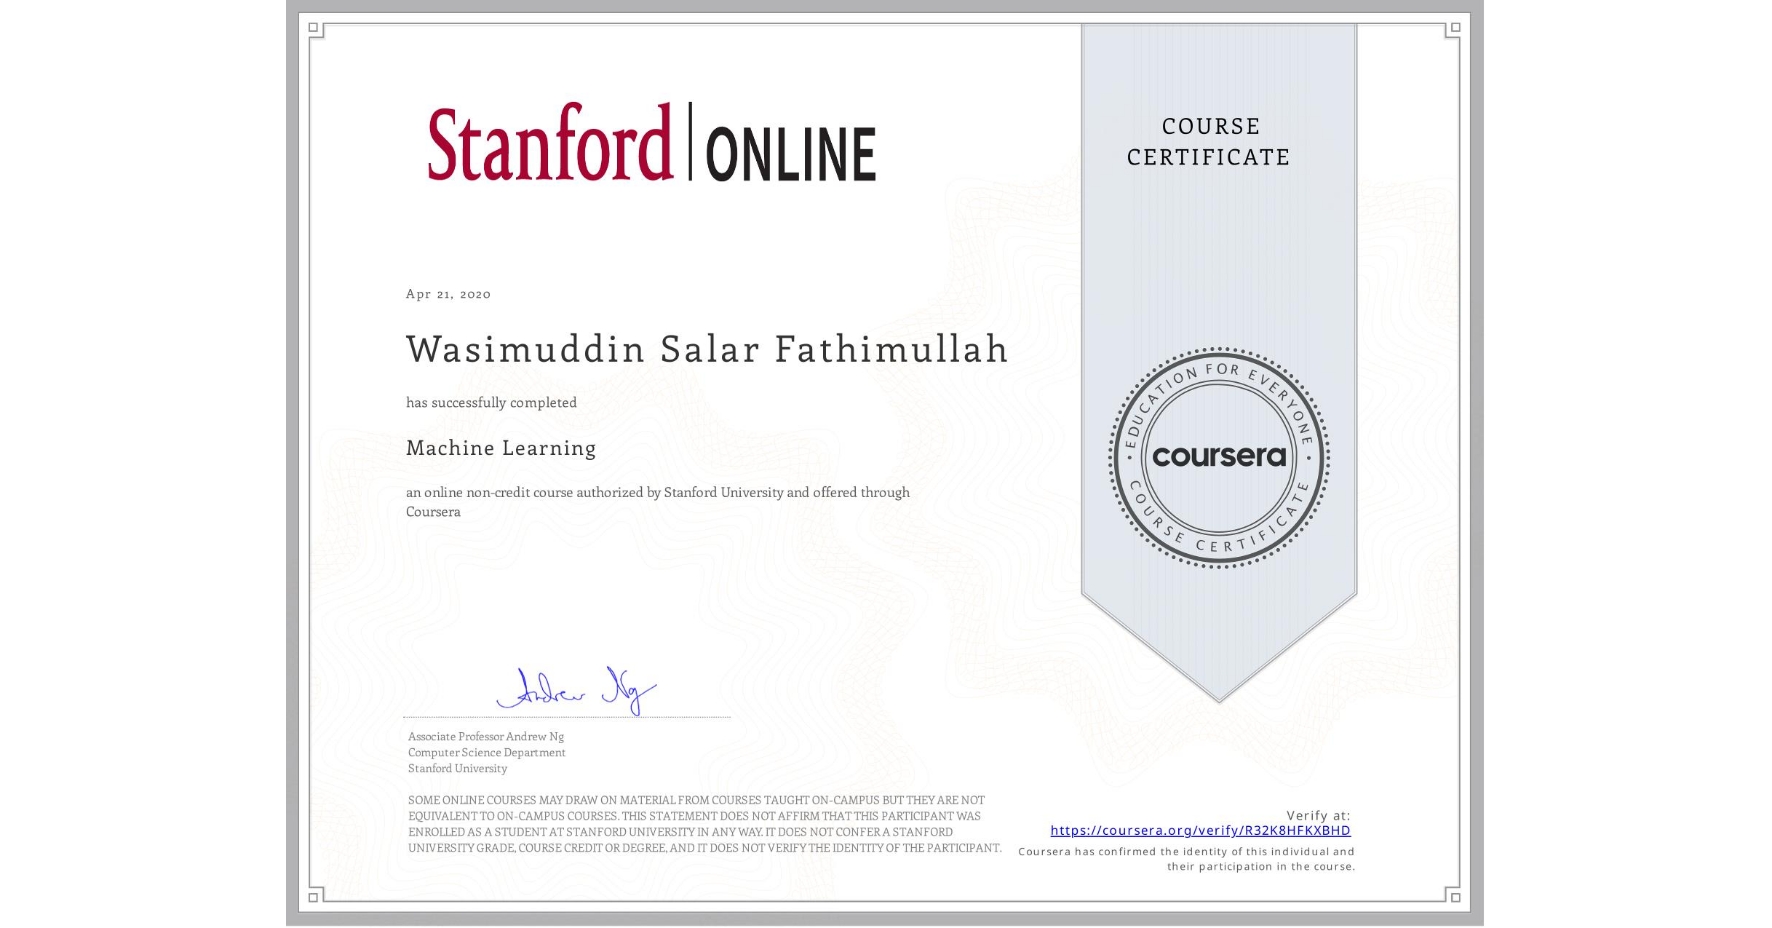 Stanford | ONLINE
COURSE
CERTIFICATE
Apr 21, 2020
Wasimuddin Salar Fathimullah
has successfully completed
Machine Learning
an online non-credit course authorized by Stanford University and offered through
Coursera
EDUCATION FOR EVERYONE
coursera
COURSE CERTIFICATE
Andrew Ng
Associate Professor Andrew Ng
Computer Science Department
Stanford University
SOME ONLINE COURSES MAY DRAW ON MATERIAL FROM COURSES TAUGHT ON-CAMPUS BUT THEY ARE NOT
EQUIVALENT TO ON-CAMPUS COURSES. THIS STATEMENT DOES NOT AFFIRM THAT THIS PARTICIPANT WAS
ENROLLED AS A STUDENT AT STANFORD UNIVERSITY IN ANY WAY. IT DOES NOT CONFER A STANFORD
UNIVERSITY GRADE, COURSE CREDIT OR DEGREE, AND IT DOES NOT VERIFY THE IDENTITY OF THE PARTICIPANT.
Verify at:
https://coursera.org/verify/R32K8HFKXBHD
Coursera has confirmed the identity of this individual and
their participation in the course.